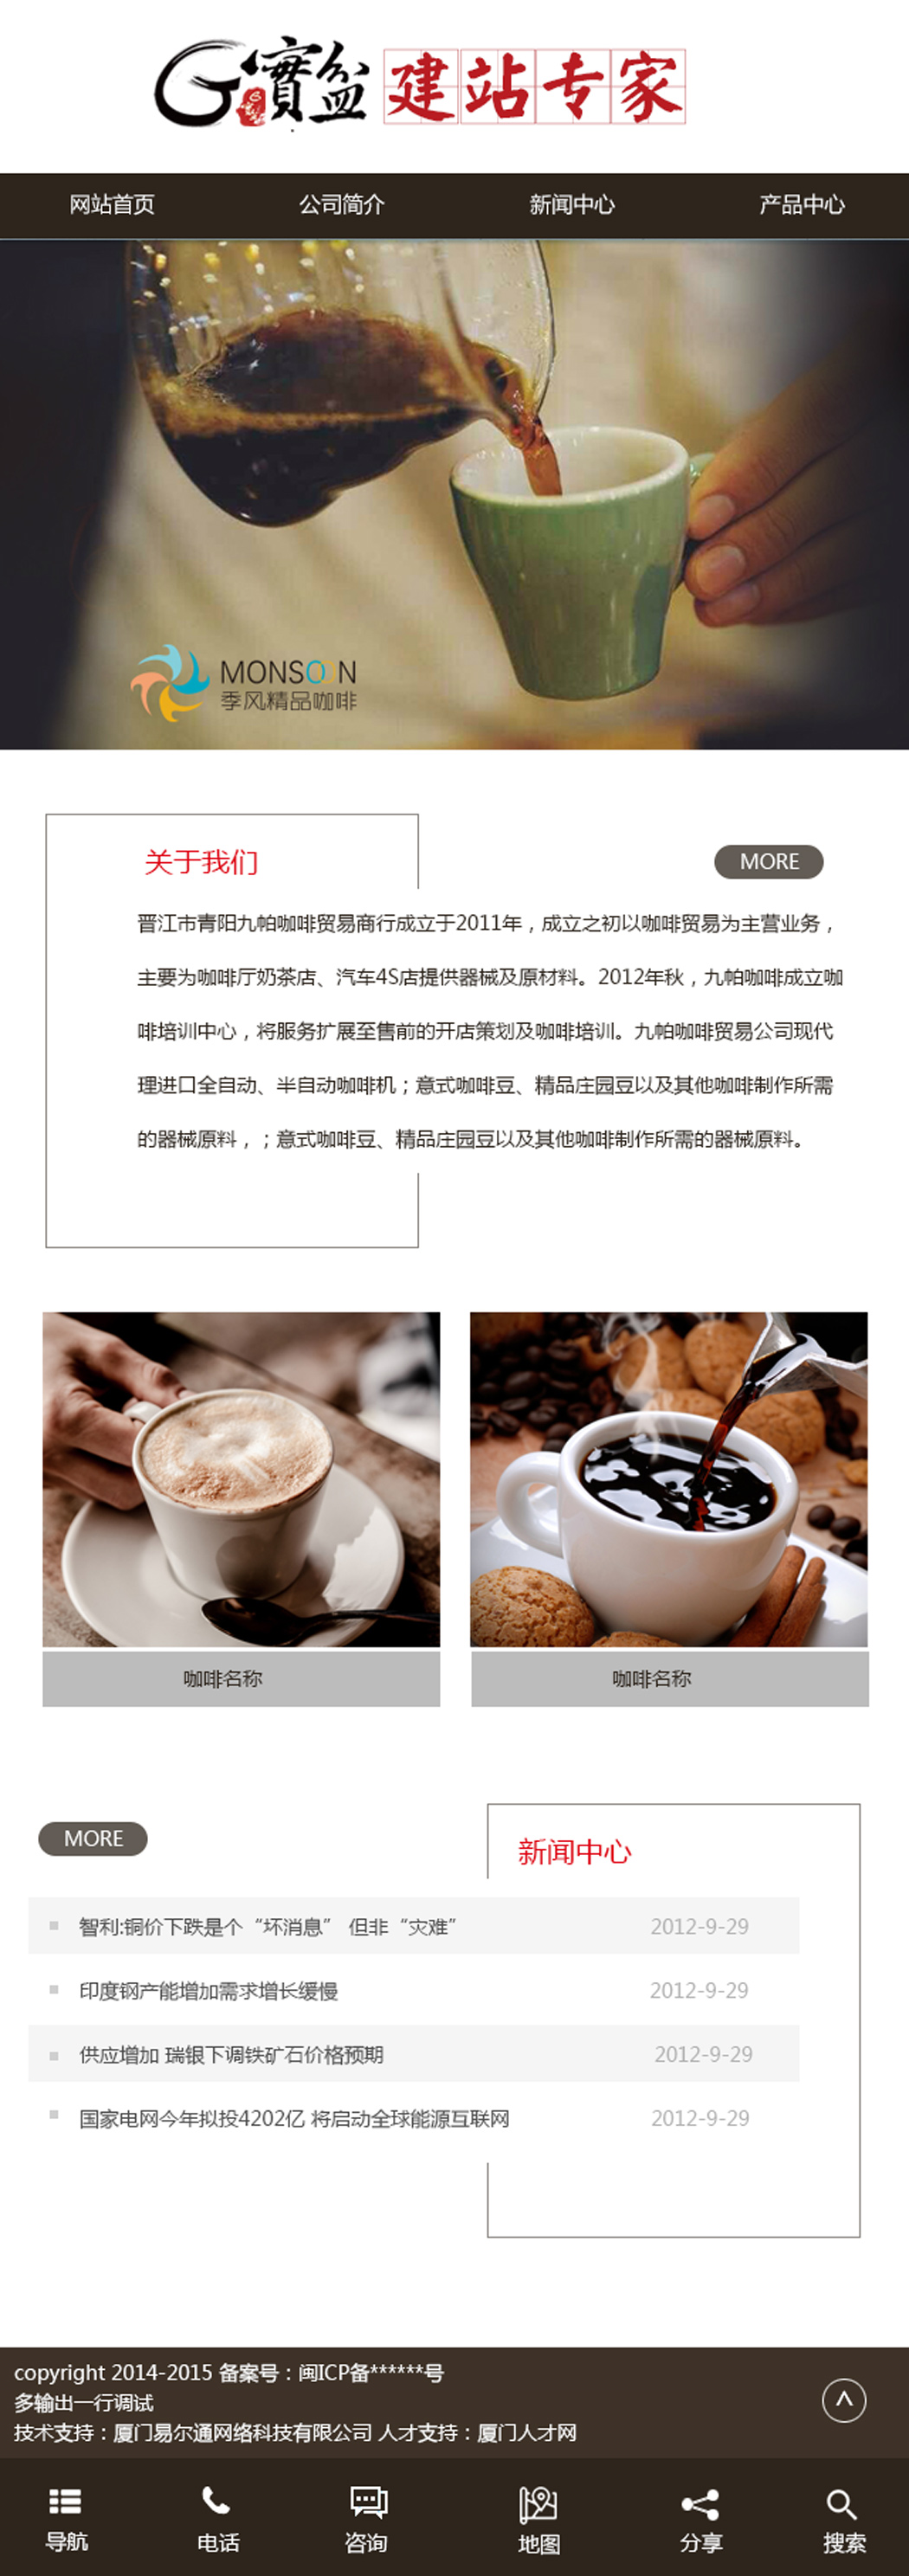 實盆 建站专家
网站首页 公司简介 新闻中心 产品中心
MONSOON
季风精品咖啡
关于我们 MORE
晋江市青阳九帕咖啡贸易商行成立于2011年，成立之初以咖啡贸易为主营业务，
主要为咖啡厅奶茶店、汽车4S店提供器械及原材料。2012年秋，九帕咖啡成立咖
啡培训中心，将服务扩展至售前的开店策划及咖啡培训。九帕咖啡贸易公司现代
理进口全自动、半自动咖啡机；意式咖啡豆、精品庄园豆以及其他咖啡制作所需
的器械原料，；意式咖啡豆、精品庄园豆以及其他咖啡制作所需的器械原料。
咖啡名称 咖啡名称
MORE 新闻中心
智利:铜价下跌是个“坏消息” 但非“灾难” 2012-9-29
印度钢产能增加需求增长缓慢 2012-9-29
供应增加 瑞银下调铁矿石价格预期 2012-9-29
国家电网今年拟投4202亿 将启动全球能源互联网 2012-9-29
copyright 2014-2015 备案号：闽ICP备******号
多输出一行调试
技术支持：厦门易尔通网络科技有限公司 人才支持：厦门人才网
导航 电话 咨询 地图 分享 搜索